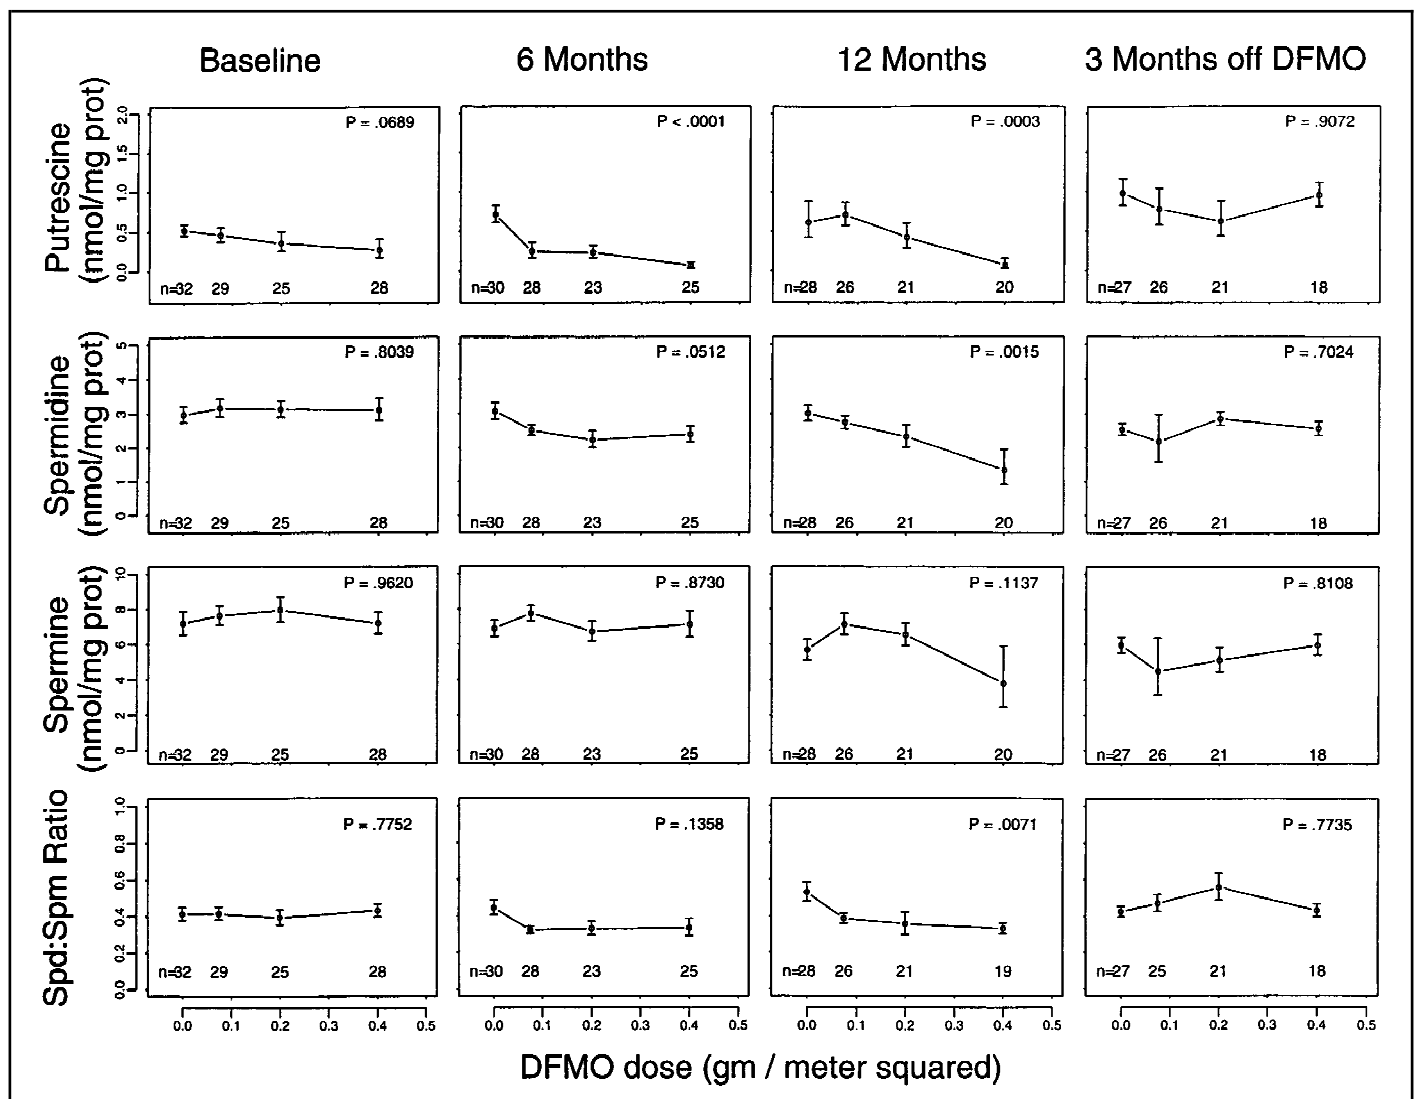 Baseline 6 Months 12 Months 3 Months off DFMO
Putrescine
(nmol/mg prot)
2.0
1.5
1.0
0.5
0.0
P = .0689 P < .0001 P = .0003 P = .9072
n=32 29 25 28 n=30 28 23 25 n=28 26 21 20 n=27 26 21 18
Spermidine
(nmol/mg prot)
5
4
3
2
1
0
P = .8039 P = .0512 P = .0015 P = .7024
n=32 29 25 28 n=30 28 23 25 n=28 26 21 20 n=27 26 21 18
Spermine
(nmol/mg prot)
10
8
6
4
2
0
P = .9620 P = .8730 P = .1137 P = .8108
n=32 29 25 28 n=30 28 23 25 n=28 26 21 20 n=27 26 21 18
Spd:Spm Ratio
1.0
0.8
0.6
0.4
0.2
0.0
P = .7752 P = .1358 P = .0071 P = .7735
n=32 29 25 28 n=30 28 23 25 n=28 26 21 19 n=27 25 21 18
0.0 0.1 0.2 0.3 0.4 0.5 0.0 0.1 0.2 0.3 0.4 0.5 0.0 0.1 0.2 0.3 0.4 0.5 0.0 0.1 0.2 0.3 0.4 0.5
DFMO dose (gm / meter squared)